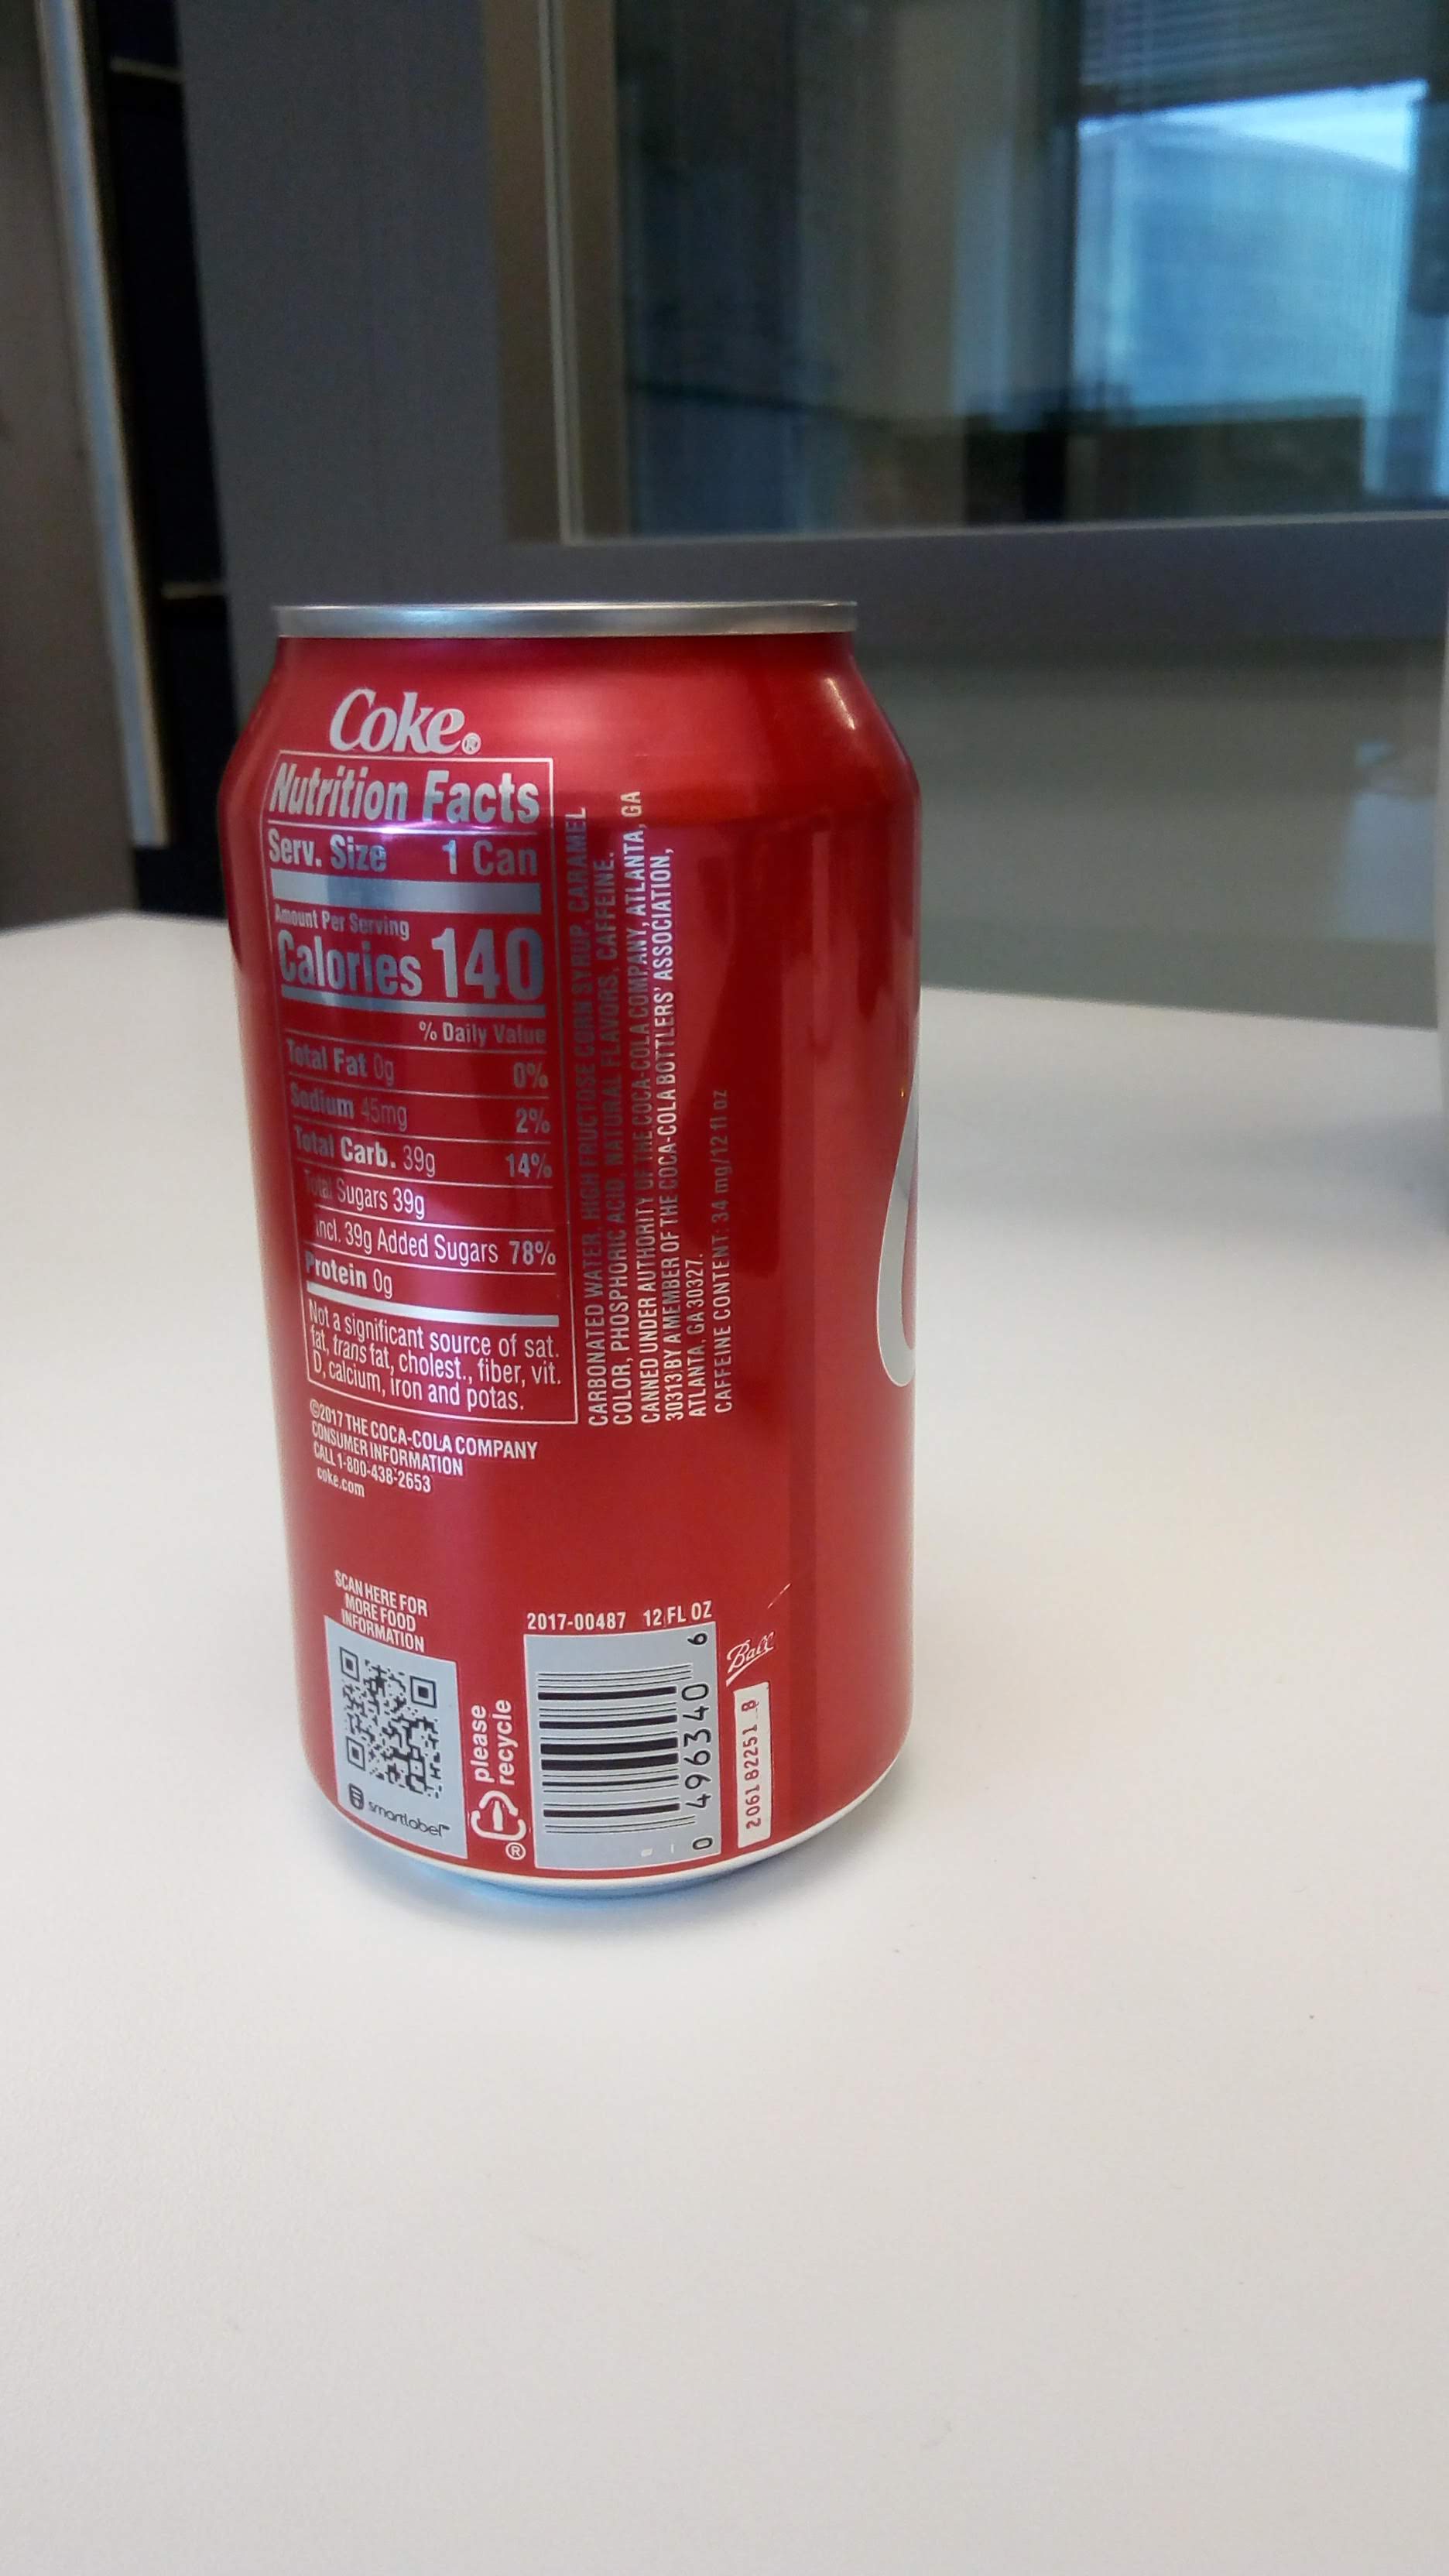 Coke®
Nutrition Facts
Serv. Size 1 Can
Amount Per Serving
Calories 140
% Daily Value
Total Fat 0g 0%
Sodium 45mg 2%
Total Carb. 39g 14%
Total Sugars 39g
Incl. 39g Added Sugars 78%
Protein 0g
Not a significant source of sat.
fat, trans fat, cholest., fiber, vit.
D, calcium, iron and potas.
©2017 THE COCA-COLA COMPANY
CONSUMER INFORMATION
CALL 1-800-438-2653
coke.com
CARBONATED WATER, HIGH FRUCTOSE CORN SYRUP, CARAMEL
COLOR, PHOSPHORIC ACID, NATURAL FLAVORS, CAFFEINE.
CANNED UNDER AUTHORITY OF THE COCA-COLA COMPANY, ATLANTA, GA
30313 BY A MEMBER OF THE COCA-COLA BOTTLERS' ASSOCIATION,
ATLANTA, GA 30327.
CAFFEINE CONTENT: 34 mg/12 fl oz
SCAN HERE FOR
MORE FOOD
INFORMATION
smartlabel™
please
recycle
®
2017-00487 12 FL OZ
0 496340 6
Ball
2061 82251_B